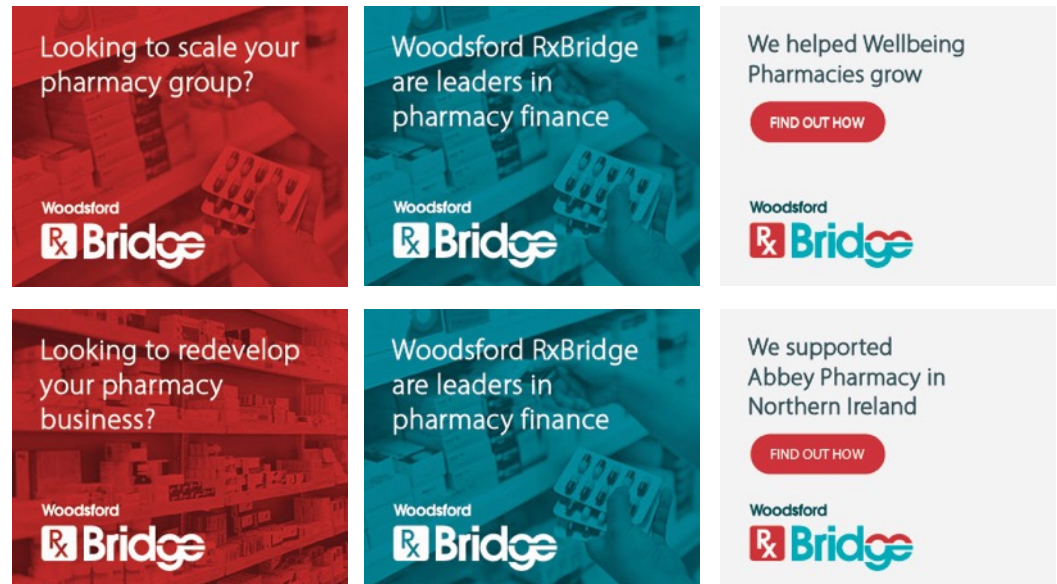 Looking to scale your
pharmacy group?
Woodsford
Rx Bridge
Woodsford RxBridge
are leaders in
pharmacy finance
Woodsford
Rx Bridge
We helped Wellbeing
Pharmacies grow
FIND OUT HOW
Woodsford
Rx Bridge
Looking to redevelop
your pharmacy
business?
Woodsford
Rx Bridge
Woodsford RxBridge
are leaders in
pharmacy finance
Woodsford
Rx Bridge
We supported
Abbey Pharmacy in
Northern Ireland
FIND OUT HOW
Woodsford
Rx Bridge